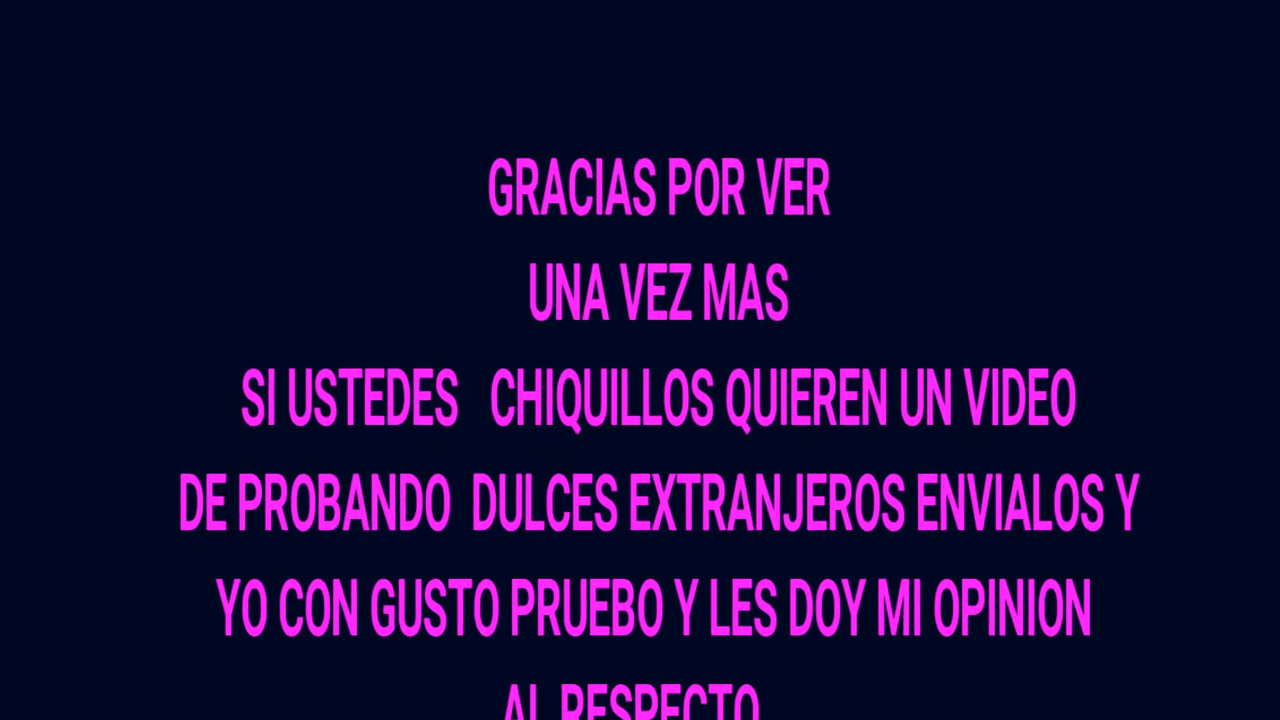 GRACIAS POR VER
UNA VEZ MAS
SI USTEDES   CHIQUILLOS QUIEREN UN VIDEO
DE PROBANDO  DULCES EXTRANJEROS ENVIALOS Y
YO CON GUSTO PRUEBO Y LES DOY MI OPINION
AL RESPECTO